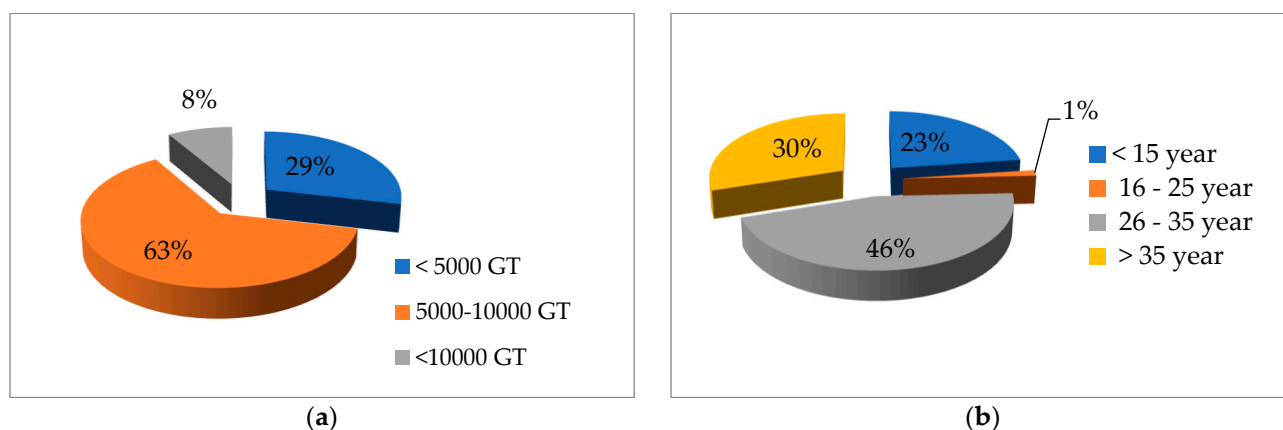 8%
29%
63%
< 5000 GT
5000-10000 GT
<10000 GT
(a)
1%
23%
30%
46%
< 15 year
16 - 25 year
26 - 35 year
> 35 year
(b)